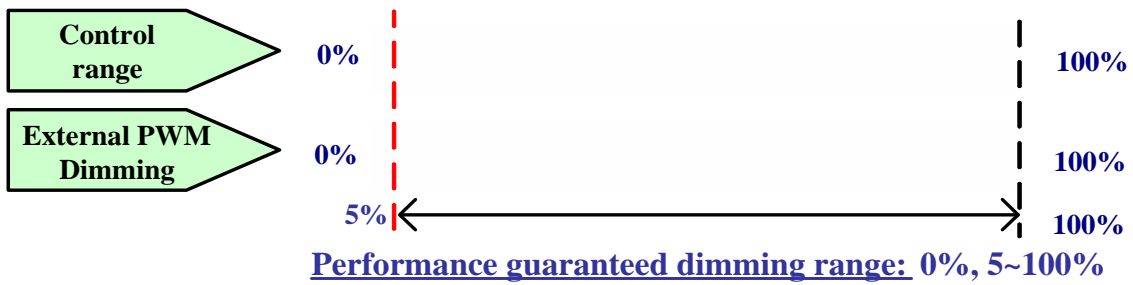 Control
range
0%
100%
External PWM
Dimming
0%
100%
5%
100%
Performance guaranteed dimming range: 0%, 5~100%